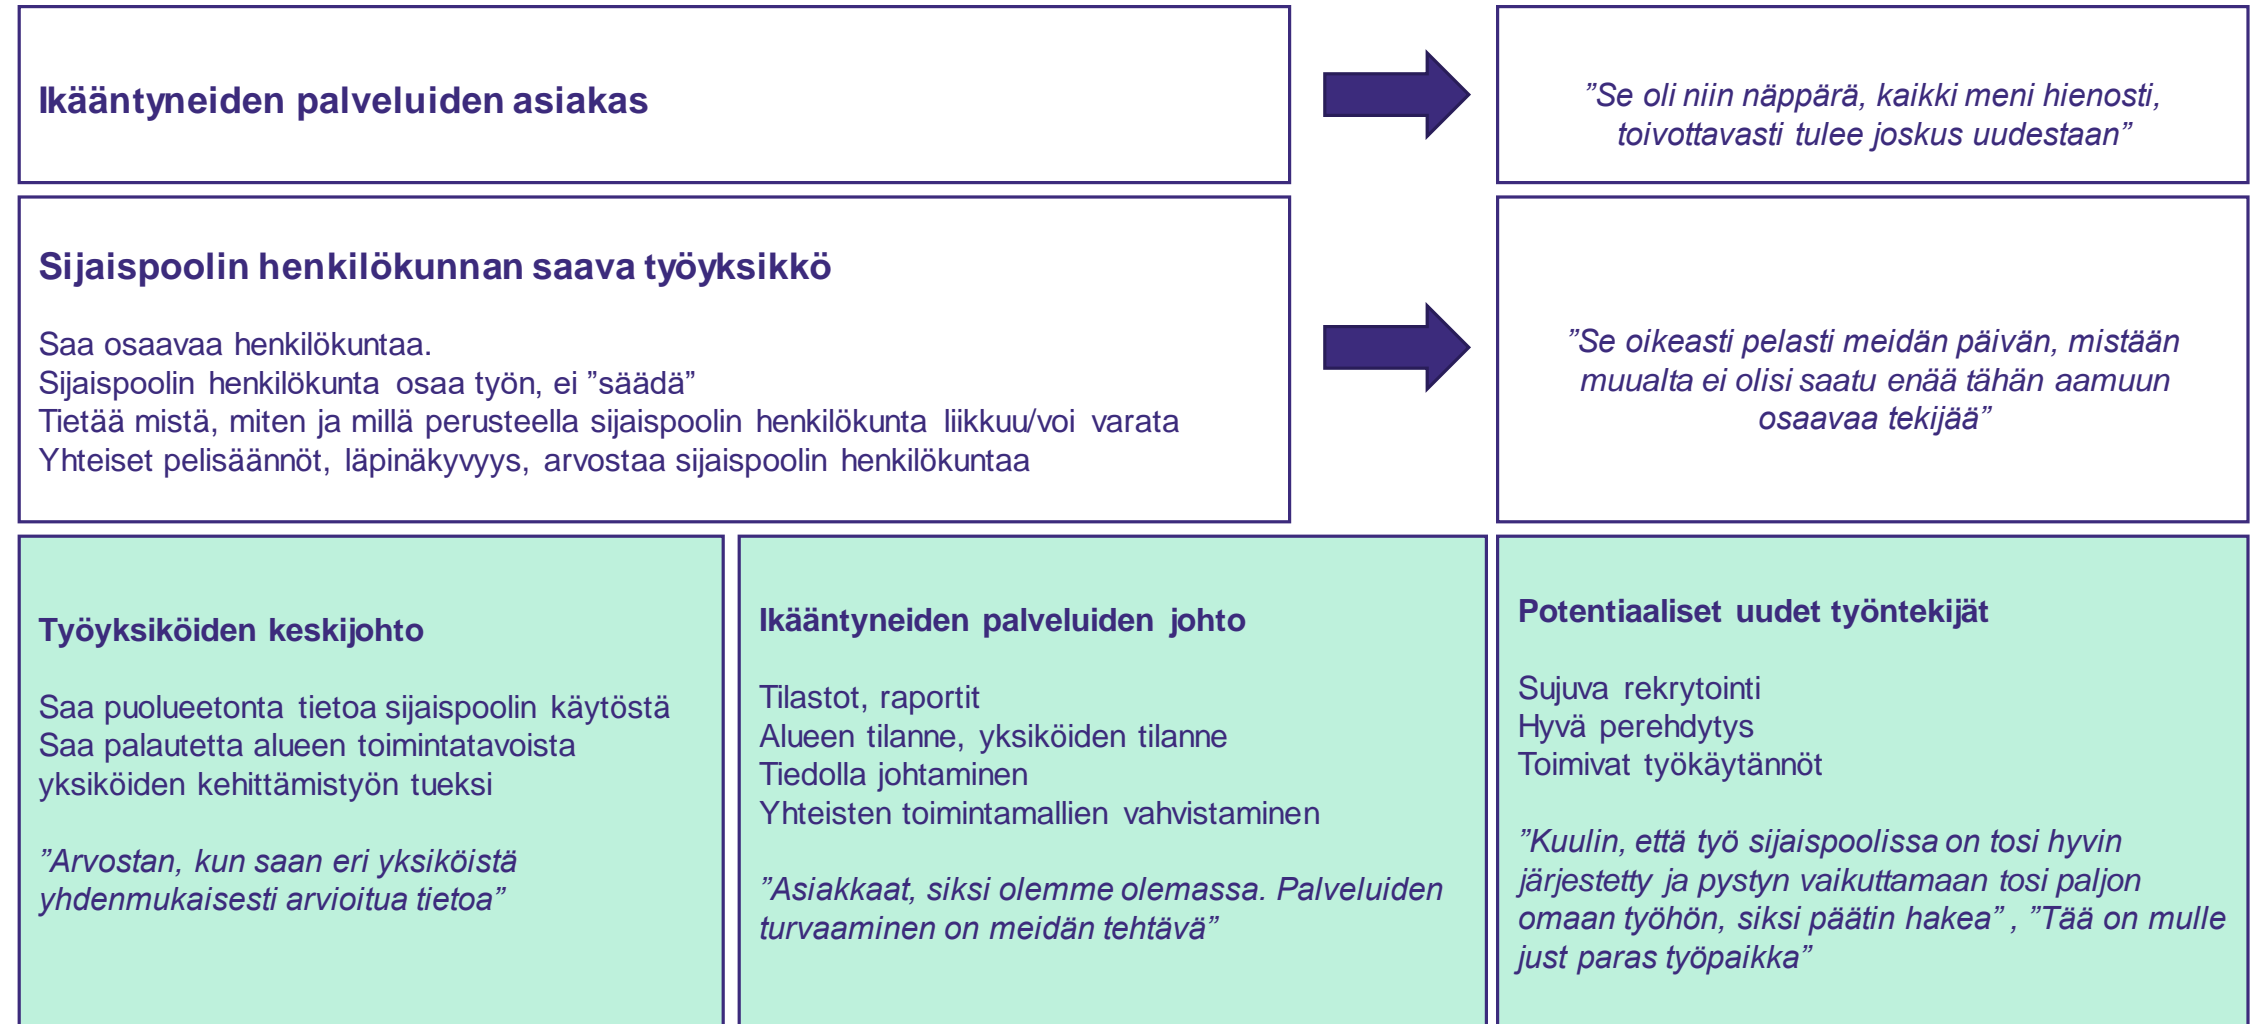 Ikääntyneiden palveluiden asiakas
”Se oli niin näppärä, kaikki meni hienosti,
toivottavasti tulee joskus uudestaan”
Sijaispoolin henkilökunnan saava työyksikkö
Saa osaavaa henkilökuntaa.
Sijaispoolin henkilökunta osaa työn, ei ”säädä”
Tietää mistä, miten ja millä perusteella sijaispoolin henkilökunta liikkuu/voi varata
Yhteiset pelisäännöt, läpinäkyvyys, arvostaa sijaispoolin henkilökuntaa
”Se oikeasti pelasti meidän päivän, mistään
muualta ei olisi saatu enää tähän aamuun
osaavaa tekijää”
Työyksiköiden keskijohto
Saa puolueetonta tietoa sijaispoolin käytöstä
Saa palautetta alueen toimintatavoista
yksiköiden kehittämistyön tueksi
”Arvostan, kun saan eri yksiköistä
yhdenmukaisesti arvioitua tietoa”
Ikääntyneiden palveluiden johto
Tilastot, raportit
Alueen tilanne, yksiköiden tilanne
Tiedolla johtaminen
Yhteisten toimintamallien vahvistaminen
”Asiakkaat, siksi olemme olemassa. Palveluiden
turvaaminen on meidän tehtävä”
Potentiaaliset uudet työntekijät
Sujuva rekrytointi
Hyvä perehdytys
Toimivat työkäytännöt
”Kuulin, että työ sijaispoolissa on tosi hyvin
järjestetty ja pystyn vaikuttamaan tosi paljon
omaan työhön, siksi päätin hakea” , ”Tää on mulle
just paras työpaikka”